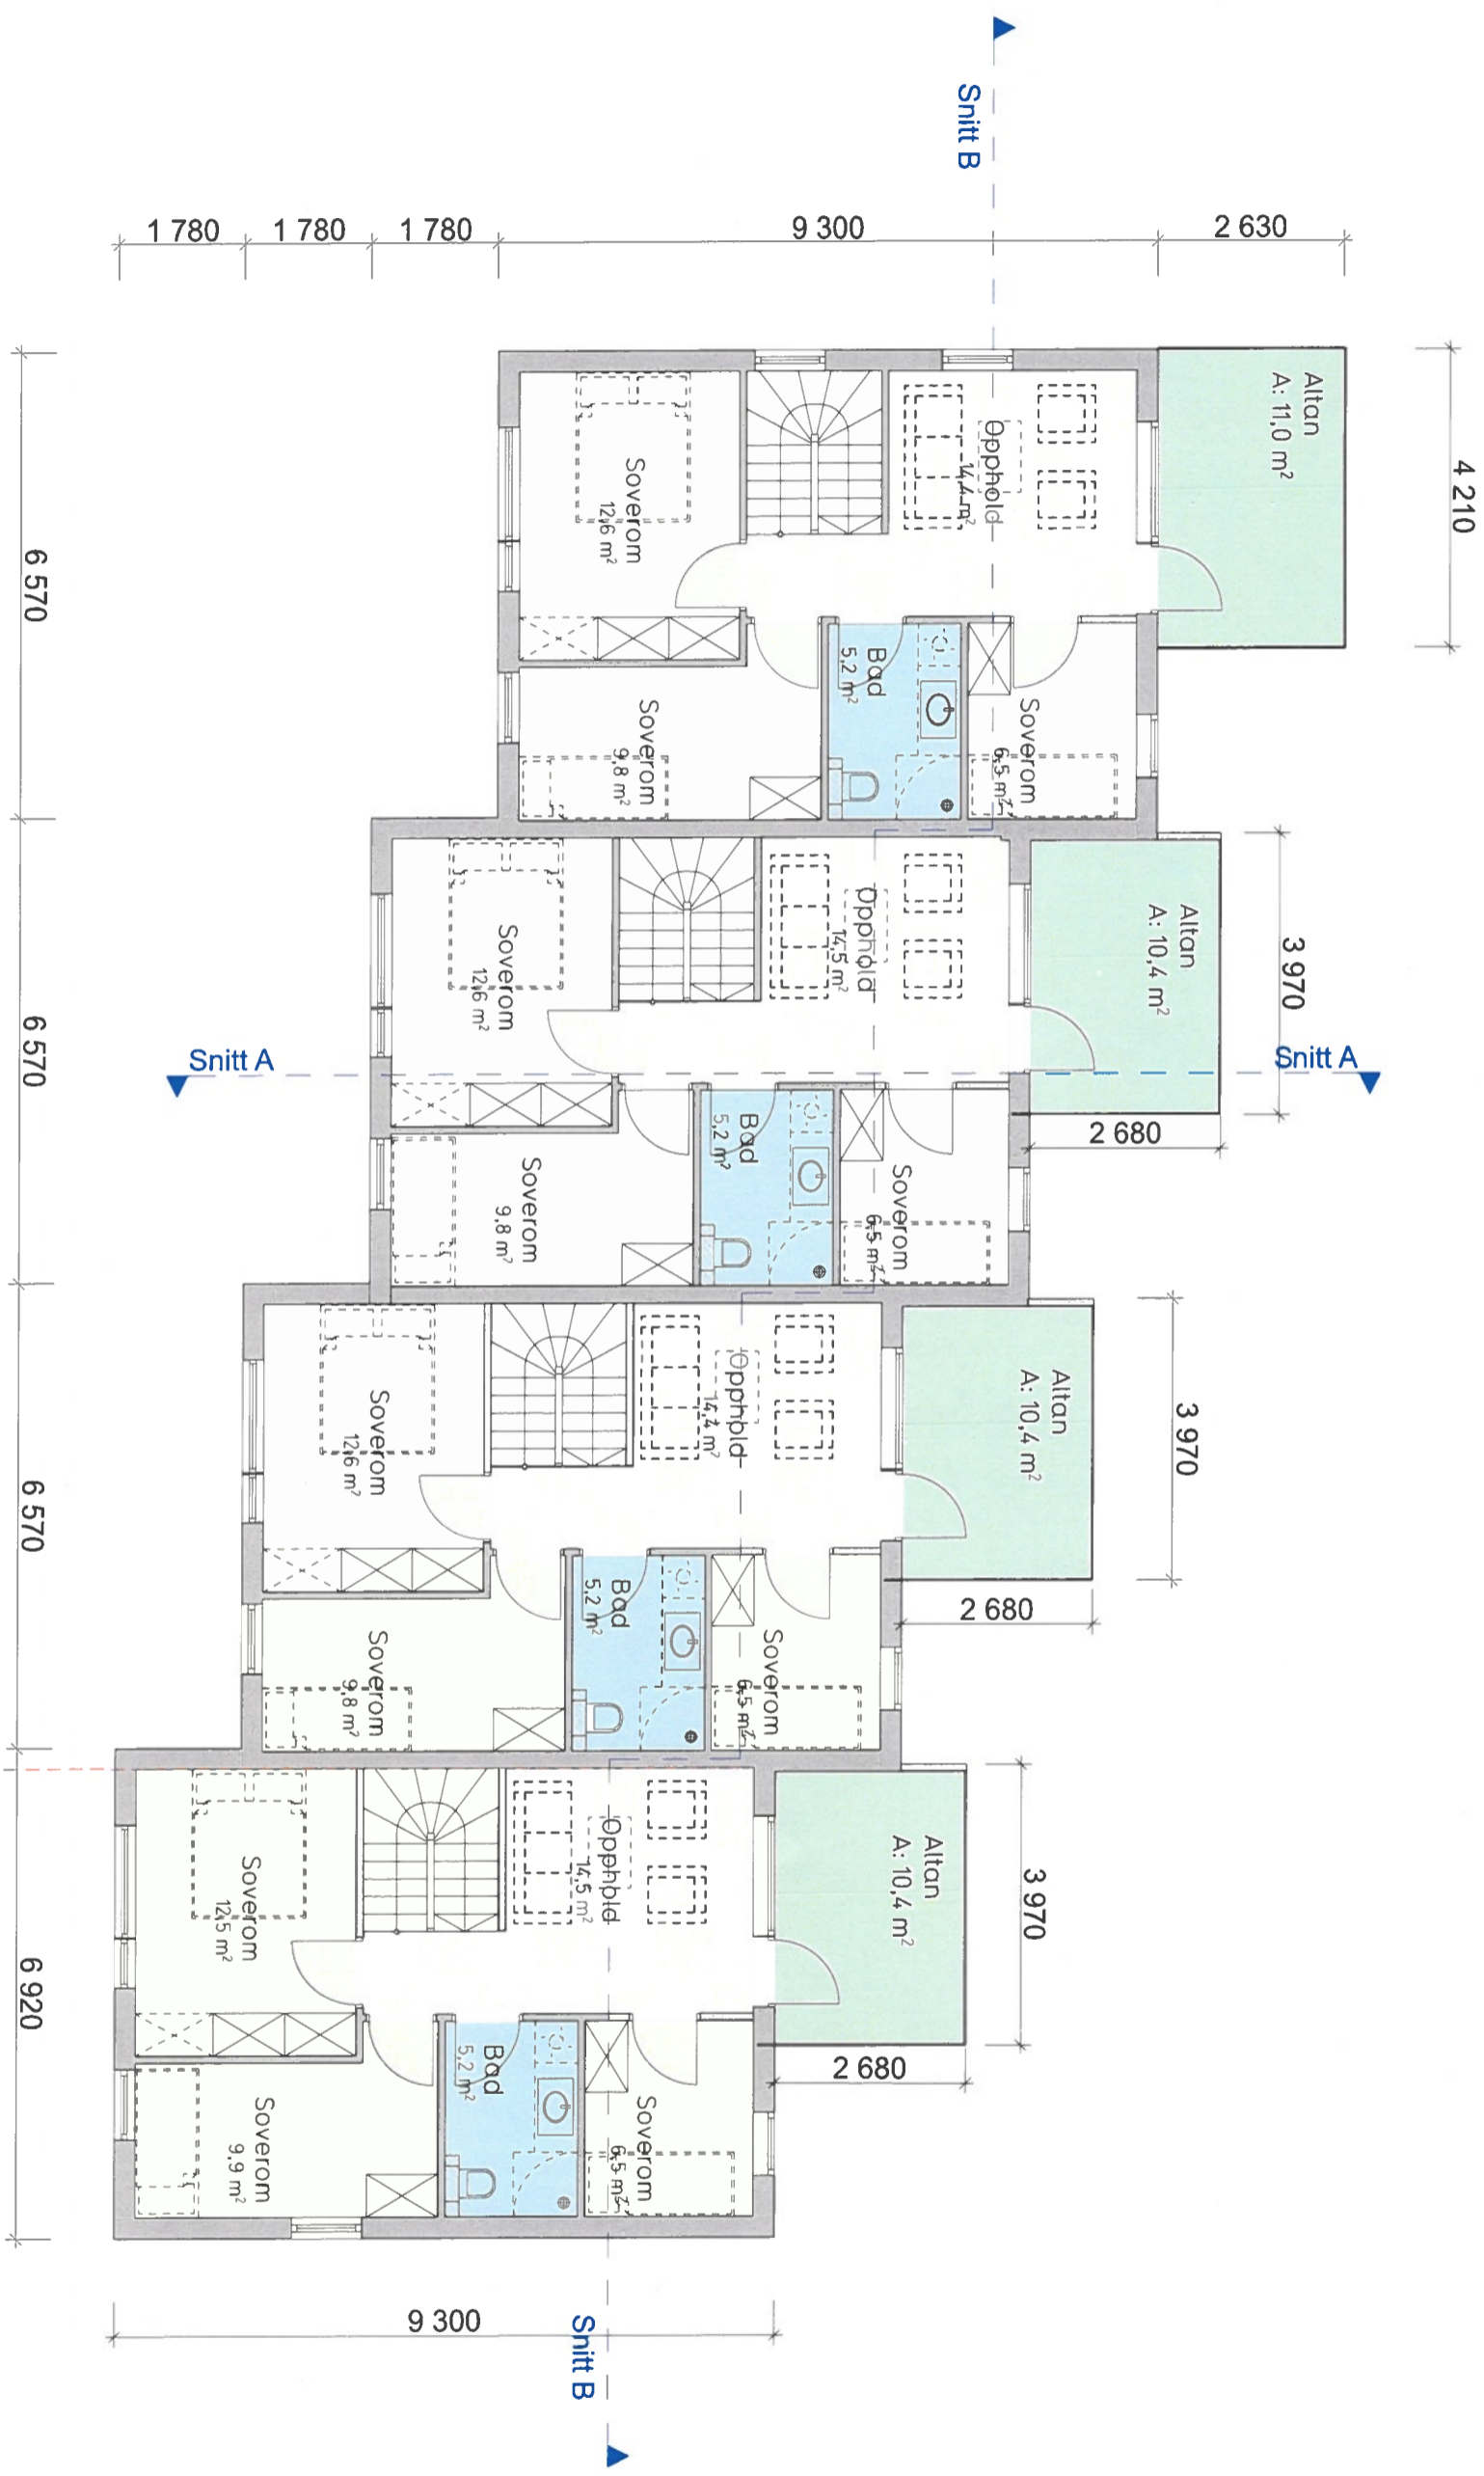 Snitt B
1 780
1 780
1 780
9 300
2 630
4 210
Altan
A: 11,0 m²
Opphold
14,4 m²
Soverom
12,6 m²
Bad
5,2 m²
Soverom
6,5 m²
Soverom
9,8 m²
6 570
Altan
A: 10,4 m²
3 970
Opphold
14,5 m²
Soverom
12,6 m²
Snitt A
Snitt A
6 570
2 680
Bad
5,2 m²
Soverom
6,5 m²
Soverom
9,8 m²
Altan
A: 10,4 m²
3 970
Opphold
14,4 m²
Soverom
12,6 m²
6 570
2 680
Bad
5,2 m²
Soverom
6,5 m²
Soverom
9,8 m²
Altan
A: 10,4 m²
3 970
Opphold
14,5 m²
Soverom
12,5 m²
6 920
2 680
Bad
5,2 m²
Soverom
6,5 m²
Soverom
9,9 m²
9 300
Snitt B